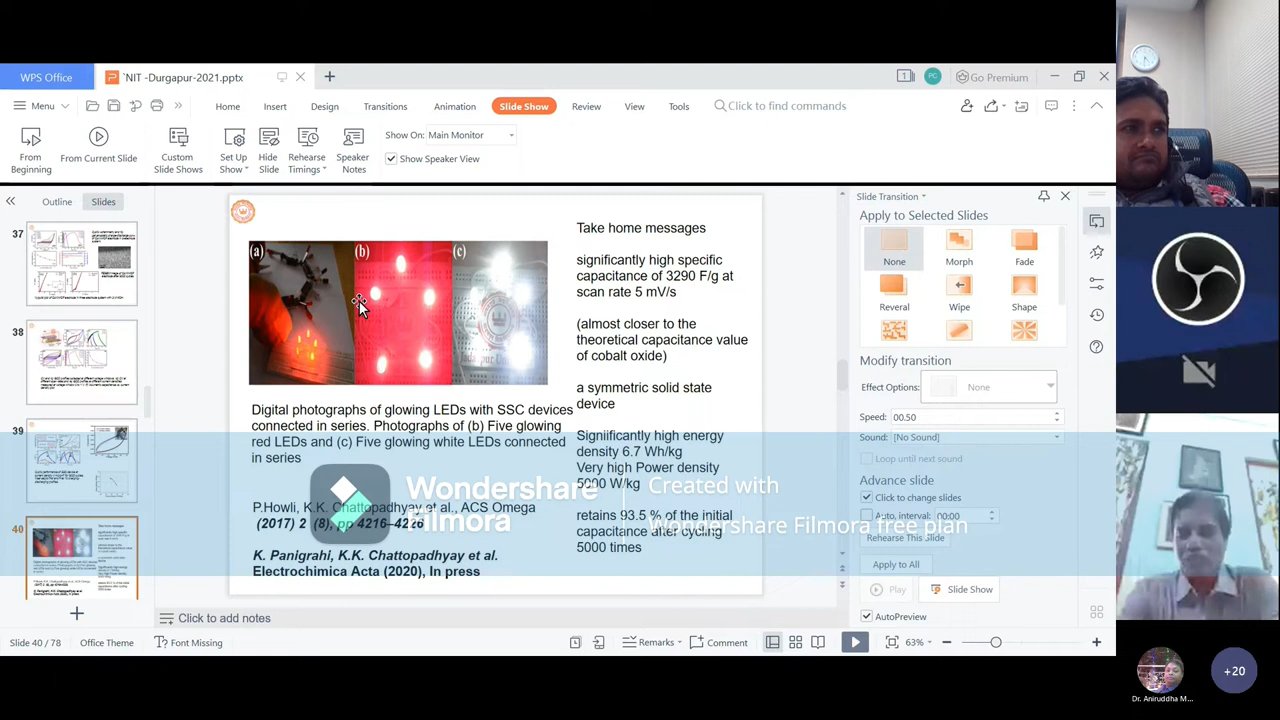 WPS Office
`NIT -Durgapur-2021.pptx
PC
Go Premium
Menu
Home
Insert
Design
Transitions
Animation
Slide Show
Review
View
Tools
Click to find commands
From Beginning
From Current Slide
Custom Slide Shows
Set Up Show
Hide Slide
Rehearse Timings
Speaker Notes
Show On:
Main Monitor
Show Speaker View
Outline
Slides
37
38
39
40
(a)
(b)
(c)
Digital photographs of glowing LEDs with SSC devices
connected in series. Photographs of (b) Five glowing
red LEDs and (c) Five glowing white LEDs connected
in series
P.Howli, K.K. Chattopadhyay et al., ACS Omega
(2017) 2 (8), pp 4216–4226
K. Panigrahi, K.K. Chattopadhyay et al.
Electrochimica Acta (2020), In press
Take home messages
significantly high specific
capacitance of 3290 F/g at
scan rate 5 mV/s
(almost closer to the
theoretical capacitance value
of cobalt oxide)
a symmetric solid state
device
Signiificantly high energy
density 6.7 Wh/kg
Very high Power density
5000 W/kg
retains 93.5 % of the initial
capacitance after cycling
5000 times
Wondershare
Filmora
Created with
Wondershare Filmora free plan
Slide Transition
Apply to Selected Slides
None
Morph
Fade
Reveral
Wipe
Shape
Modify transition
Effect Options:
None
Speed:
00.50
Sound:
[No Sound]
Loop until next sound
Advance slide
Click to change slides
Auto, interval:
00:00
Rehearse This Slide
Apply to All
Play
Slide Show
AutoPreview
Click to add notes
Slide 40 / 78
Office Theme
Font Missing
Remarks
Comment
63%
Dr. Aniruddha M...
+20